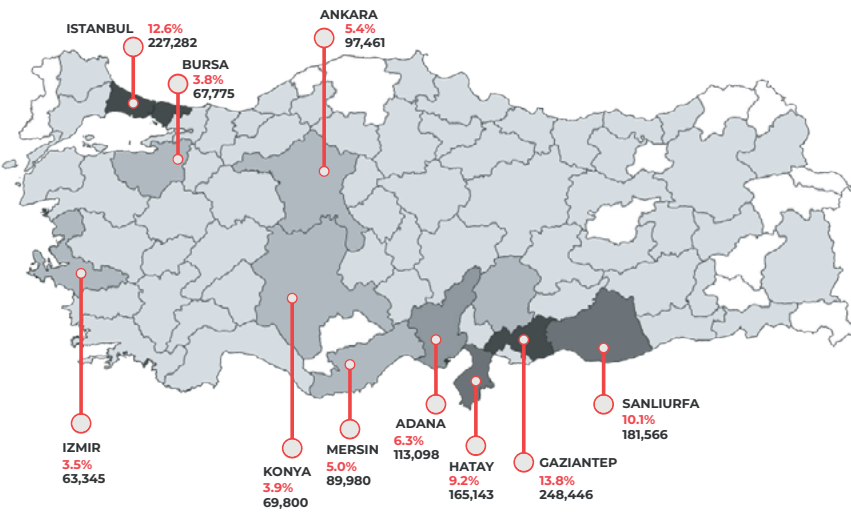 ANKARA
5.4%
97,461
ISTANBUL 12.6%
227,282
BURSA
3.8%
67,775
IZMIR
3.5%
63,345
KONYA
3.9%
69,800
MERSIN
5.0%
89,980
ADANA
6.3%
113,098
HATAY
9.2%
165,143
GAZIANTEP
13.8%
248,446
SANLIURFA
10.1%
181,566